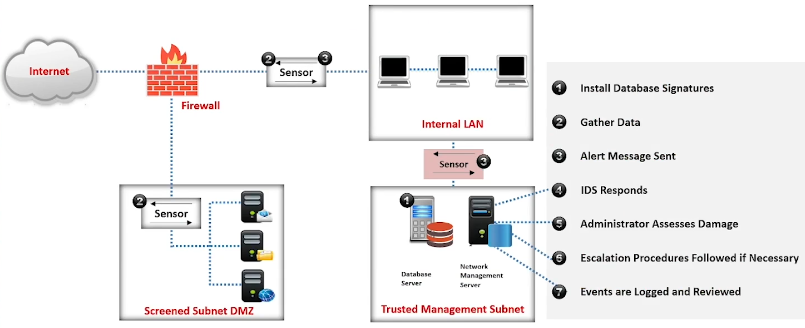 Internet
Firewall
2
3
Sensor
Internal LAN
Sensor
3
2
Sensor
Screened Subnet DMZ
1
Database
Server
Network
Management
Server
Trusted Management Subnet
1 Install Database Signatures
2 Gather Data
3 Alert Message Sent
4 IDS Responds
5 Administrator Assesses Damage
6 Escalation Procedures Followed if Necessary
7 Events are Logged and Reviewed